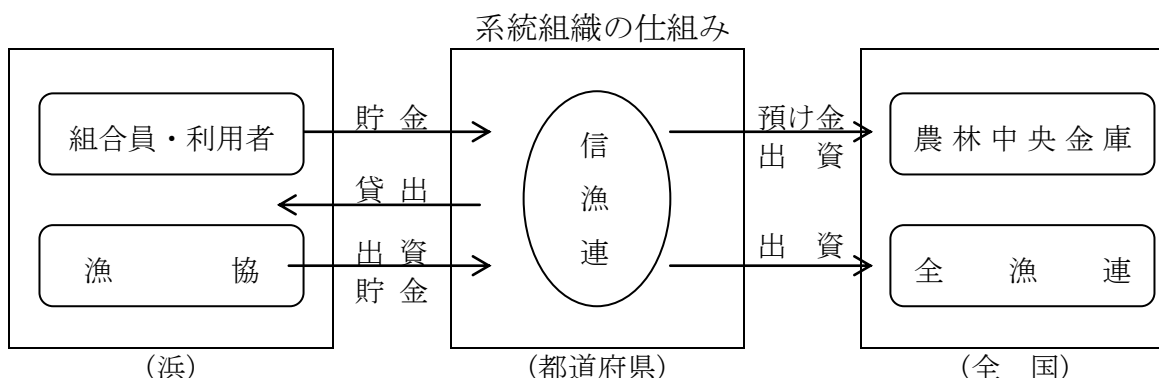 系統組織の仕組み
組合員・利用者
貯金
貸出
漁協
出資
貯金
信漁連
預け金
出資
農林中央金庫
出資
全漁連
（浜）
（都道府県）
（全国）